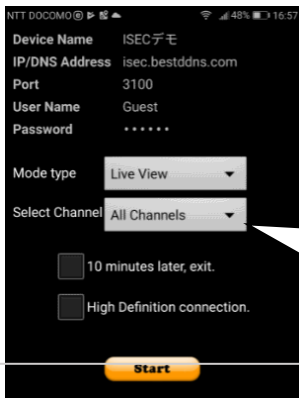 NTT DOCOMO 48% 16:57
Device Name ISECデモ
IP/DNS Address isec.bestddns.com
Port 3100
User Name Guest
Password ••••••
Mode type Live View
Select Channel All Channels
10 minutes later, exit.
High Definition connection.
Start